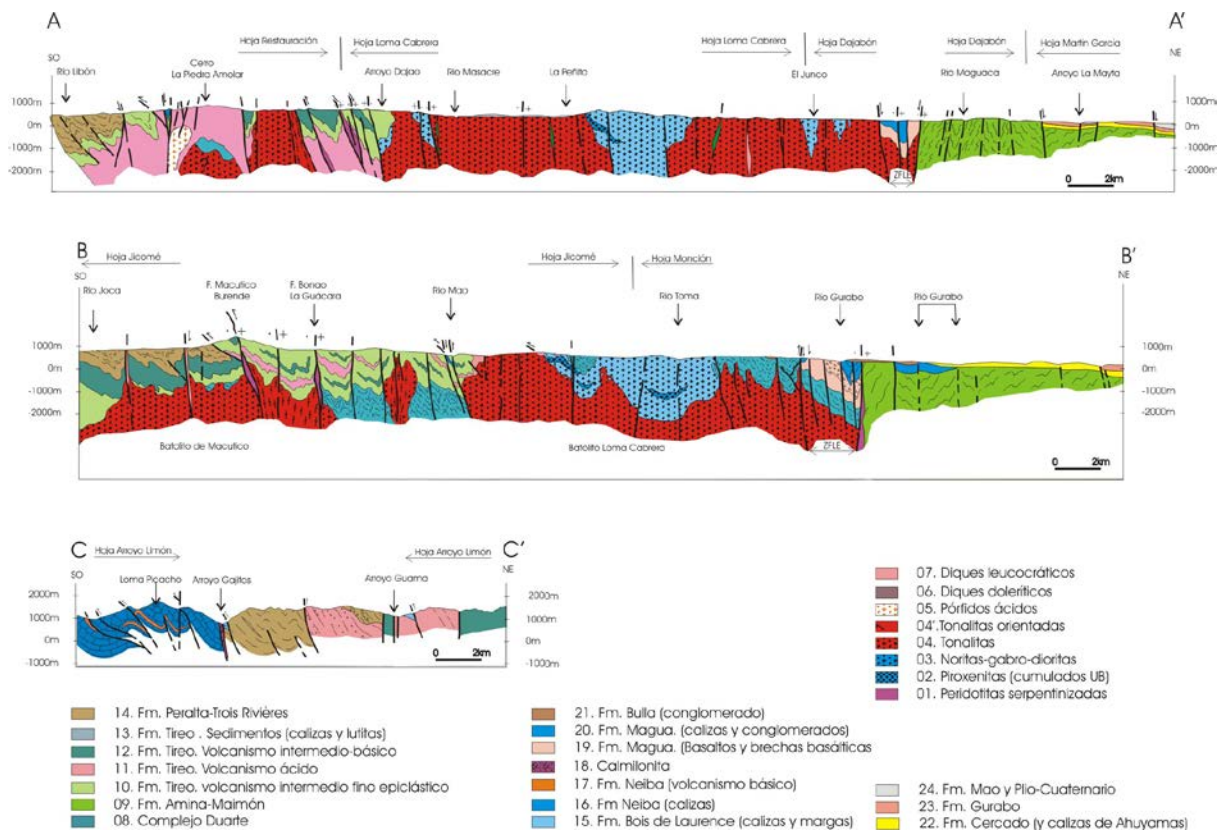 A
A'
Hoja Restauración
Hoja Loma Cabrera
Hoja Loma Cabrera
Hoja Dajabón
Hoja Dajabón
Hoja Martín García
SO
NE
Río Libón
Cerro
La Piedra Amolar
Arroyo Dajao
Río Masacre
La Peñita
El Junco
Río Maguaca
Arroyo La Mayta
1000m
0m
-1000m
-2000m
1000m
0m
-1000m
-2000m
ZFLE
0 2km
B
B'
Hoja Jicomé
Hoja Jicomé
Hoja Monción
SO
NE
Río Joca
F. Macutico
Burende
F. Bonao
La Guácara
Río Mao
Río Toma
Río Gurabo
Río Gurabo
1000m
0m
-1000m
-2000m
1000m
0m
-1000m
-2000m
Batolito de Macutico
Batolito Loma Cabrera
ZFLE
0 2km
C
C'
Hoja Arroyo Limón
Hoja Arroyo Limón
SO
NE
Loma Picacho
Arroyo Gajitos
Arroyo Guama
2000m
1000m
0m
-1000m
2000m
1000m
0m
-1000m
0 2km
07. Diques leucocráticos
06. Diques doleríticos
05. Pórfidos ácidos
04'. Tonalitas orientadas
04. Tonalitas
03. Noritas-gabro-dioritas
02. Piroxenitas (cumulados UB)
01. Peridotitas serpentinizadas
14. Fm. Peralta-Trois Rivières
13. Fm. Tireo . Sedimentos (calizas y lutitas)
12. Fm. Tireo. Volcanismo intermedio-básico
11. Fm. Tireo. Volcanismo ácido
10. Fm. Tireo. volcanismo intermedio fino epiclástico
09. Fm. Amina-Maimón
08. Complejo Duarte
21. Fm. Bulla (conglomerado)
20. Fm. Magua. (calizas y conglomerados)
19. Fm. Magua. (Basaltos y brechas basálticas
18. Calmilonita
17. Fm. Neiba (volcanismo básico)
16. Fm Neiba (calizas)
15. Fm. Bois de Laurence (calizas y margas)
24. Fm. Mao y Plio-Cuaternario
23. Fm. Gurabo
22. Fm. Cercado (y calizas de Ahuyamas)